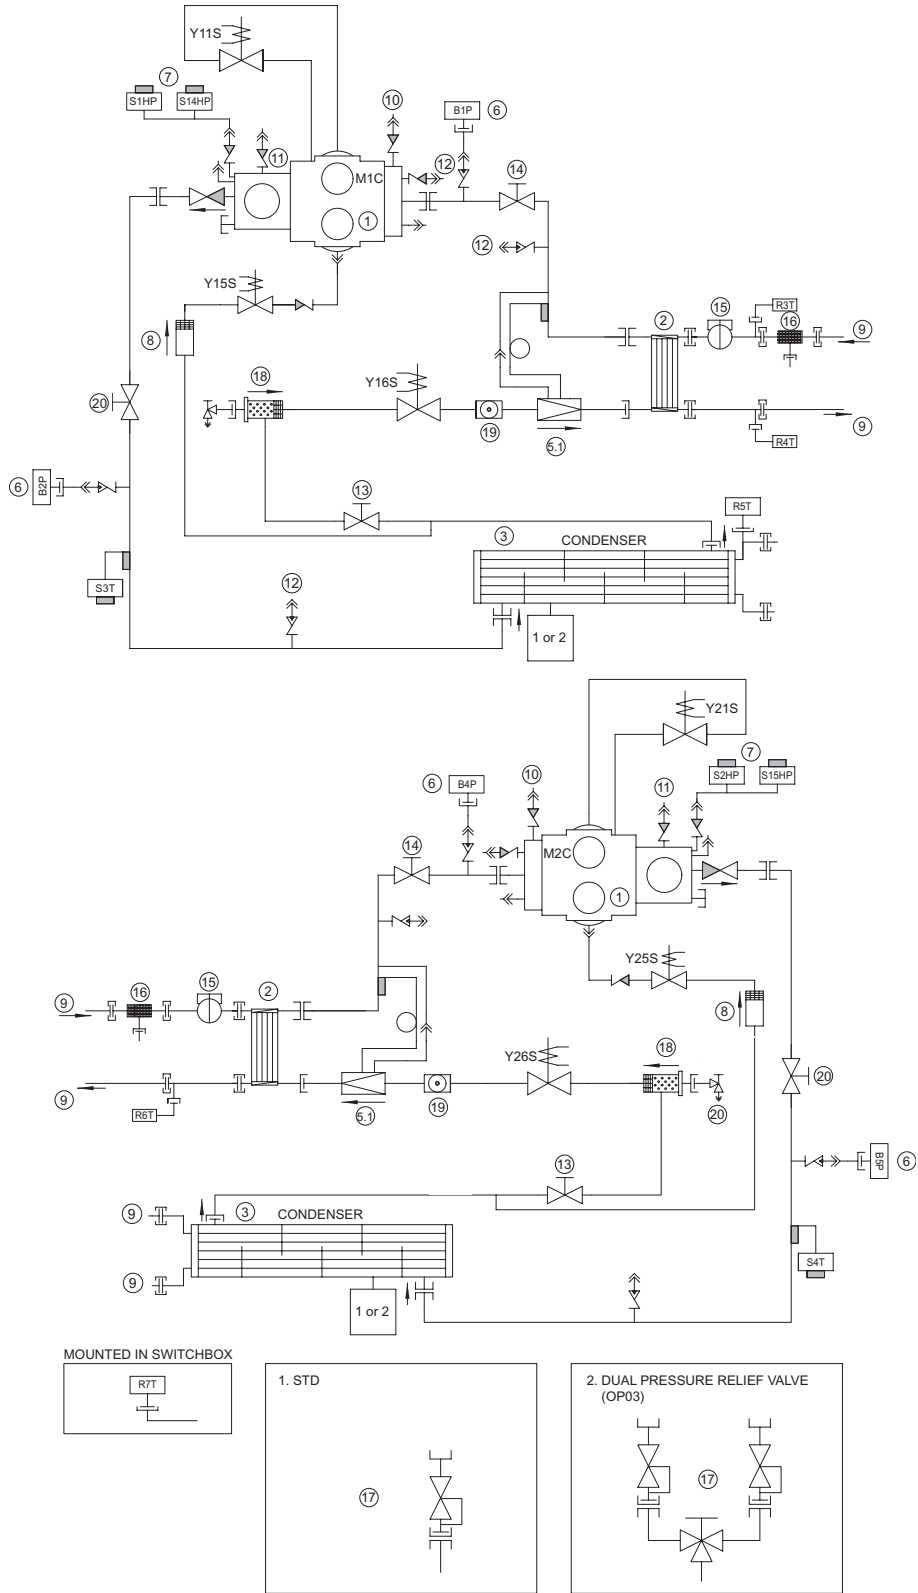 Y11S
7
S1HP S14HP
10
B1P 6
11
12
14
M1C
1
12
Y15S
R3T
15
2
16
9
8
18
Y16S
20
19
5.1
9
R4T
6
B2P
13
R5T
3
CONDENSER
S3T
12
1 or 2
Y21S
7
10
6 B4P
S2HP S15HP
11
14
M2C
1
Y25S
15
16
2
9
8
Y26S
18
20
9
R6T
5.1
19
20
13
B5P 6
3
CONDENSER
9
9
S4T
1 or 2
MOUNTED IN SWITCHBOX
R7T
1. STD
17
2. DUAL PRESSURE RELIEF VALVE
(OP03)
17